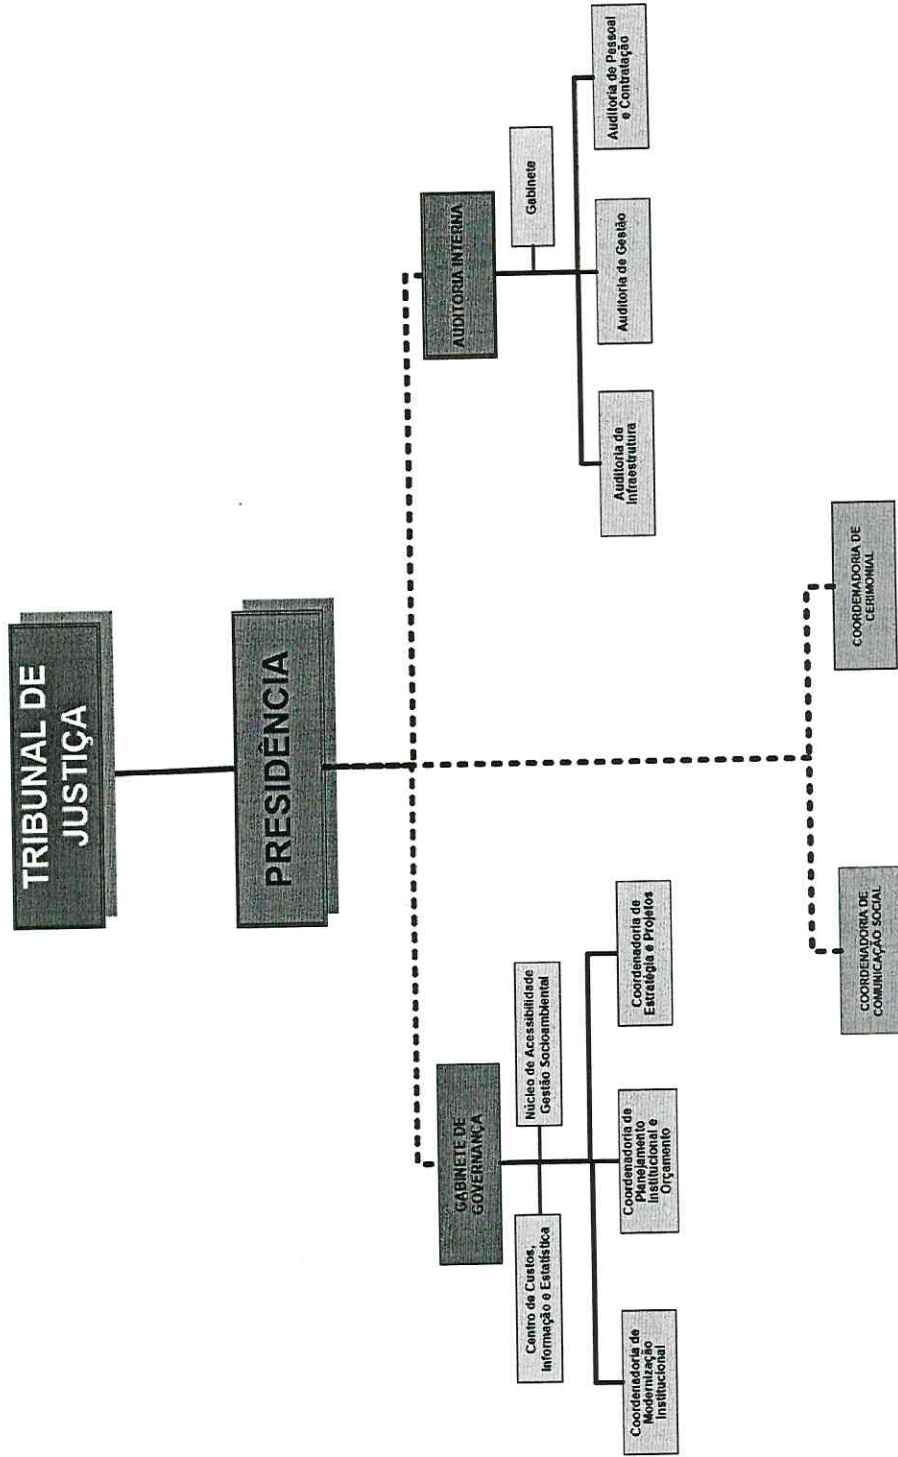 TRIBUNAL DE
JUSTIÇA
PRESIDÊNCIA
GABINETE DE
GOVERNANÇA
Centro de Custos,
Informação e Estatística
Núcleo de Acessibilidade
Gestão Socioambiental
Coordenadoria de
Modernização
Institucional
Coordenadoria de
Planejamento
Institucional e
Orçamento
Coordenadoria de
Estratégia e Projetos
AUDITORIA INTERNA
Gabinete
Auditoria de
Infraestrutura
Auditoria de Gestão
Auditoria de Pessoal
e Contratação
COORDENADORIA DE
COMUNICAÇÃO SOCIAL
COORDENADORIA DE
CERIMONIAL